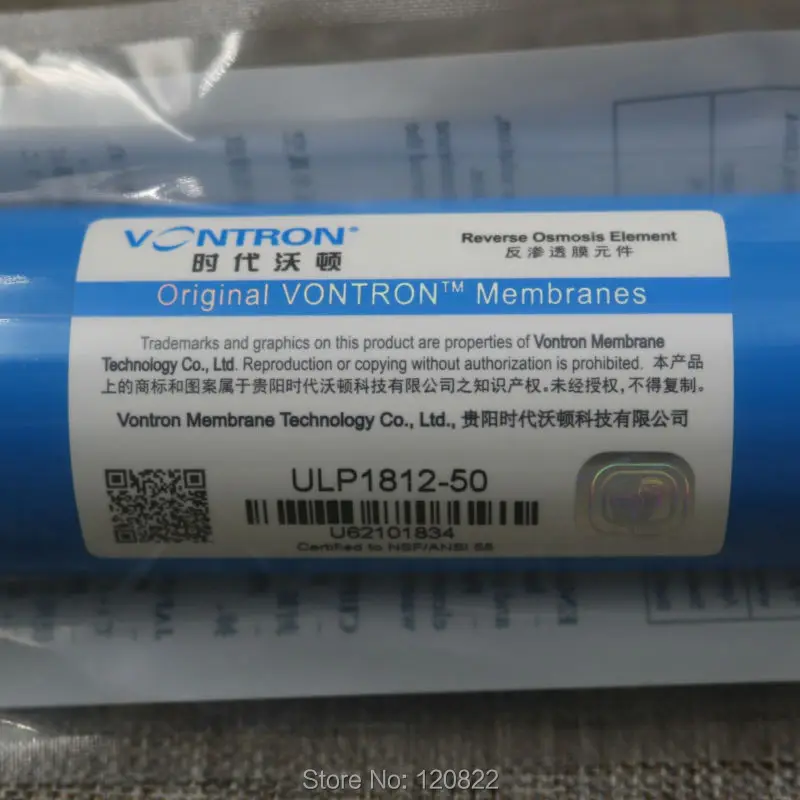 VONTRON®
时代沃顿
Reverse Osmosis Element
反渗透膜元件
Original VONTRON™ Membranes
Trademarks and graphics on this product are properties of Vontron Membrane
Technology Co., Ltd. Reproduction or copying without authorization is prohibited. 本产品
上的商标和图案属于贵阳时代沃顿科技有限公司之知识产权。未经授权,不得复制。
Vontron Membrane Technology Co., Ltd., 贵阳时代沃顿科技有限公司
ULP1812-50
U62101834
Certified to NSF/ANSI 58
Store No: 120822